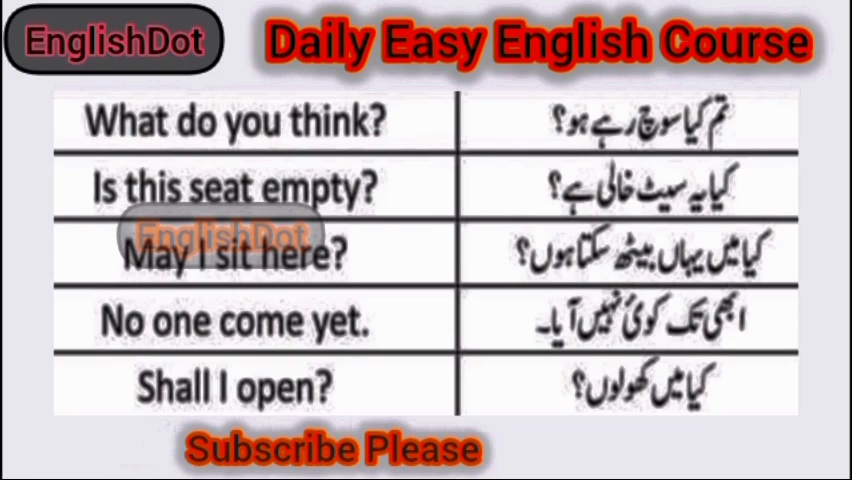 EnglishDot
Daily Easy English Course
What do you think? تم کیا سوچ رہے ہو؟
Is this seat empty? کیا یہ سیٹ خالی ہے؟
EnglishDot
May I sit here? کیا میں یہاں بیٹھ سکتا ہوں؟
No one come yet. ابھی تک کوئی نہیں آیا۔
Shall I open? کیا میں کھولوں؟
Subscribe Please